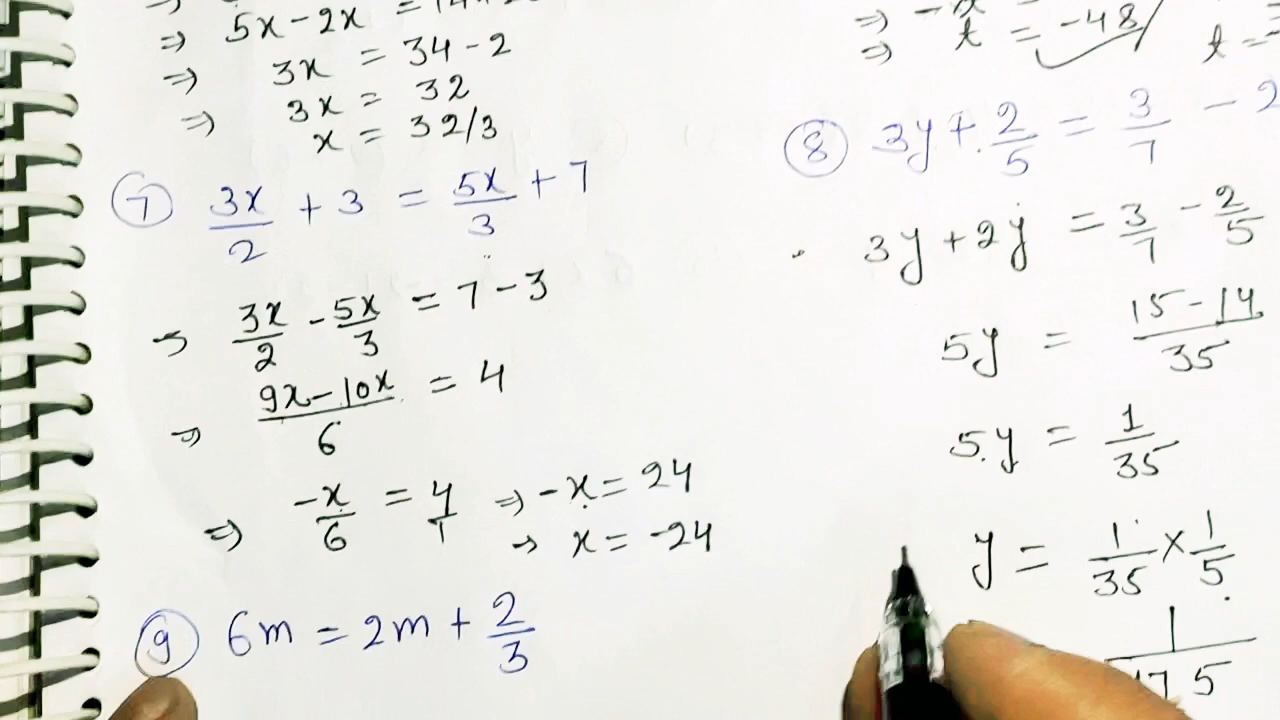 ⇒ 5x - 2x = 14
⇒ 3x = 34 - 2
⇒ 3x = 32
x = 32/3
⑦ 3x/2 + 3 = 5x/3 + 7
⇒ 3x/2 - 5x/3 = 7 - 3
⇒ (9x - 10x)/6 = 4
⇒ -x/6 = 4/1 ⇒ -x = 24
→ x = -24
⑨ 6m = 2m + 2/3
⇒ t = -48
t =
⑧ 3y + 2/5 = 3/7 - 2
3y + 2y = 3/7 - 2/5
5y = (15 - 14)/35
5y = 1/35
y = 1/35 × 1/5
1/175